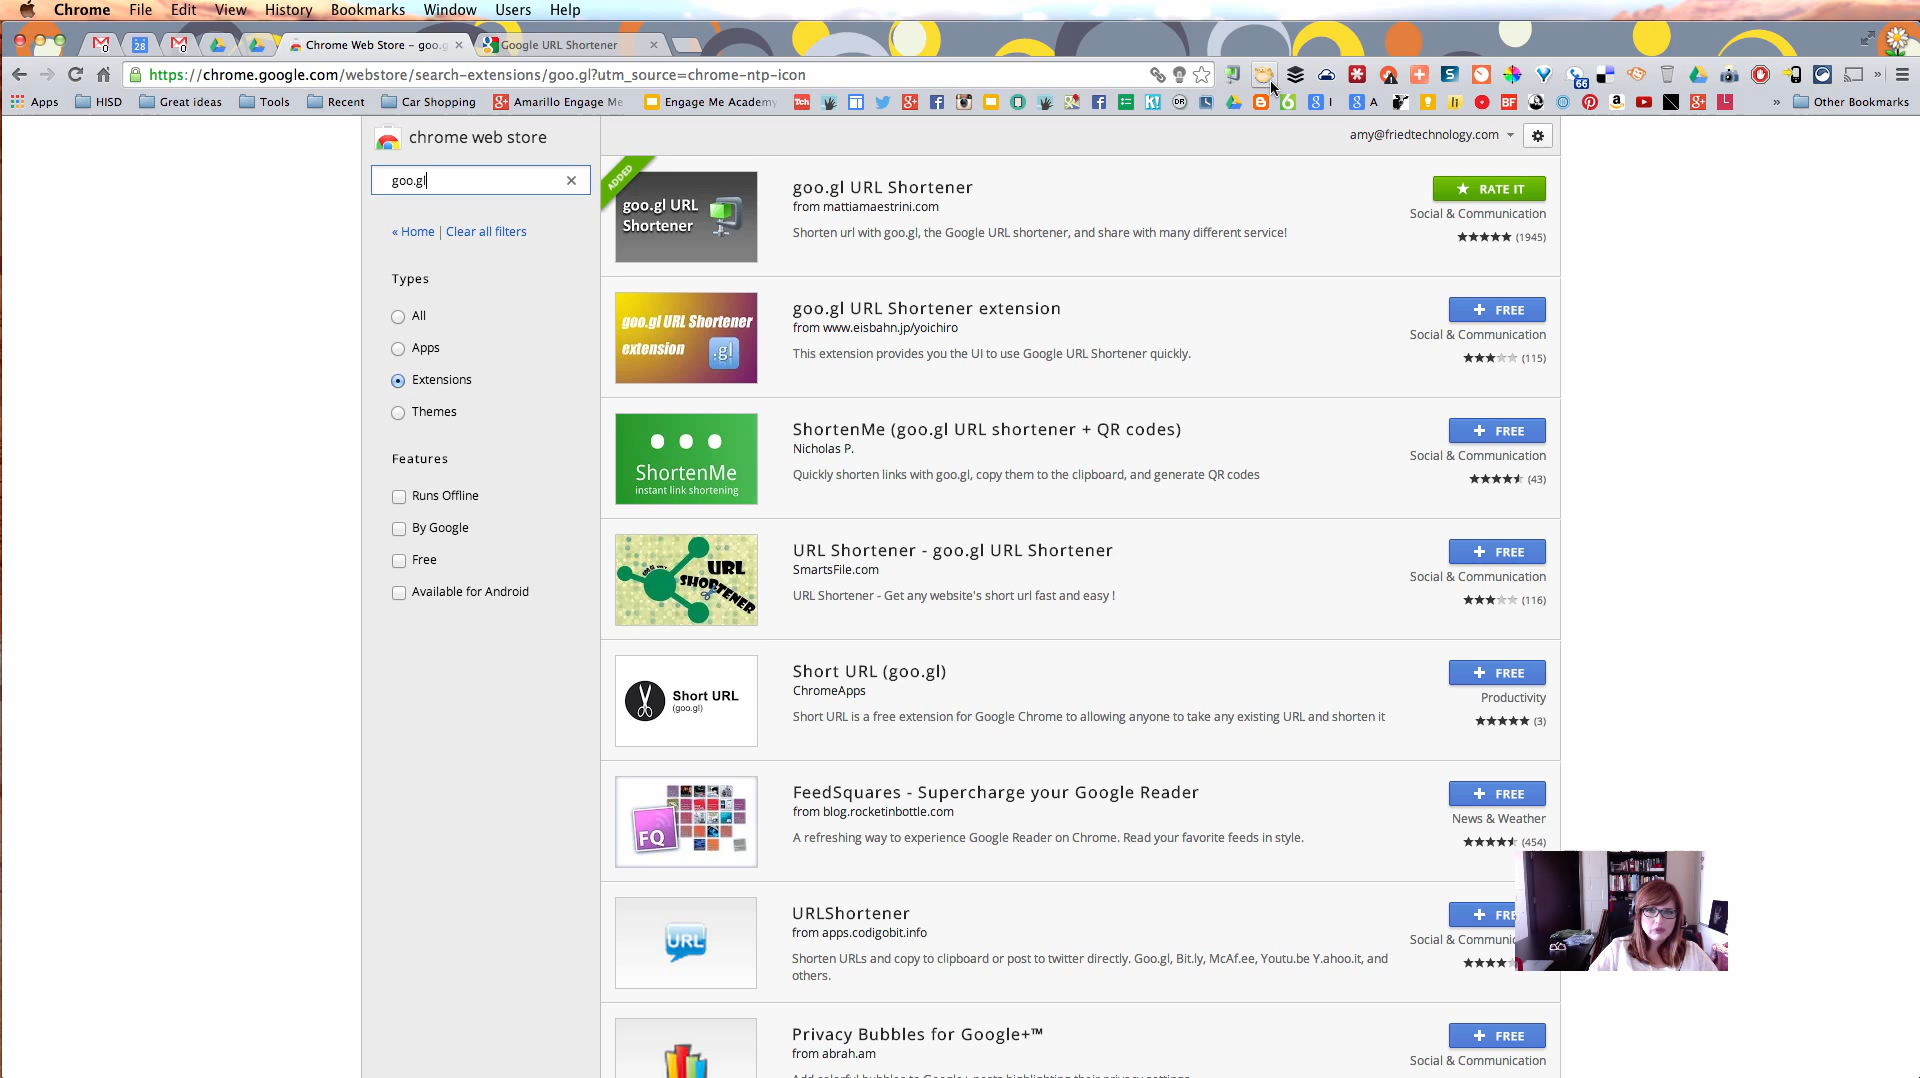 Chrome File Edit View History Bookmarks Window Users Help
Chrome Web Store – goo.g
Google URL Shortener
https://chrome.google.com/webstore/search-extensions/goo.gl?utm_source=chrome-ntp-icon
Apps HISD Great ideas Tools Recent Car Shopping Amarillo Engage Me Engage Me Academy Other Bookmarks
chrome web store
amy@friedtechnology.com
goo.gl
« Home | Clear all filters
Types
All
Apps
Extensions
Themes
Features
Runs Offline
By Google
Free
Available for Android
ADDED
goo.gl URL
Shortener
goo.gl URL Shortener
from mattiamaestrini.com
Shorten url with goo.gl, the Google URL shortener, and share with many different service!
RATE IT
Social & Communication
(1945)
goo.gl URL Shortener
extension
.gl
goo.gl URL Shortener extension
from www.eisbahn.jp/yoichiro
This extension provides you the UI to use Google URL Shortener quickly.
FREE
Social & Communication
(115)
ShortenMe
instant link shortening
ShortenMe (goo.gl URL shortener + QR codes)
Nicholas P.
Quickly shorten links with goo.gl, copy them to the clipboard, and generate QR codes
FREE
Social & Communication
(43)
URL
SHORTENER
URL Shortener - goo.gl URL Shortener
SmartsFile.com
URL Shortener - Get any website's short url fast and easy !
FREE
Social & Communication
(116)
Short URL
(goo.gl)
Short URL (goo.gl)
ChromeApps
Short URL is a free extension for Google Chrome to allowing anyone to take any existing URL and shorten it
FREE
Productivity
(3)
FQ
FeedSquares - Supercharge your Google Reader
from blog.rocketinbottle.com
A refreshing way to experience Google Reader on Chrome. Read your favorite feeds in style.
FREE
News & Weather
(454)
URL
URLShortener
from apps.codigobit.info
Shorten URLs and copy to clipboard or post to twitter directly. Goo.gl, Bit.ly, McAf.ee, Youtu.be Y.ahoo.it, and
others.
FRE
Social & Communic
Privacy Bubbles for Google+™
from abrah.am
FREE
Social & Communication